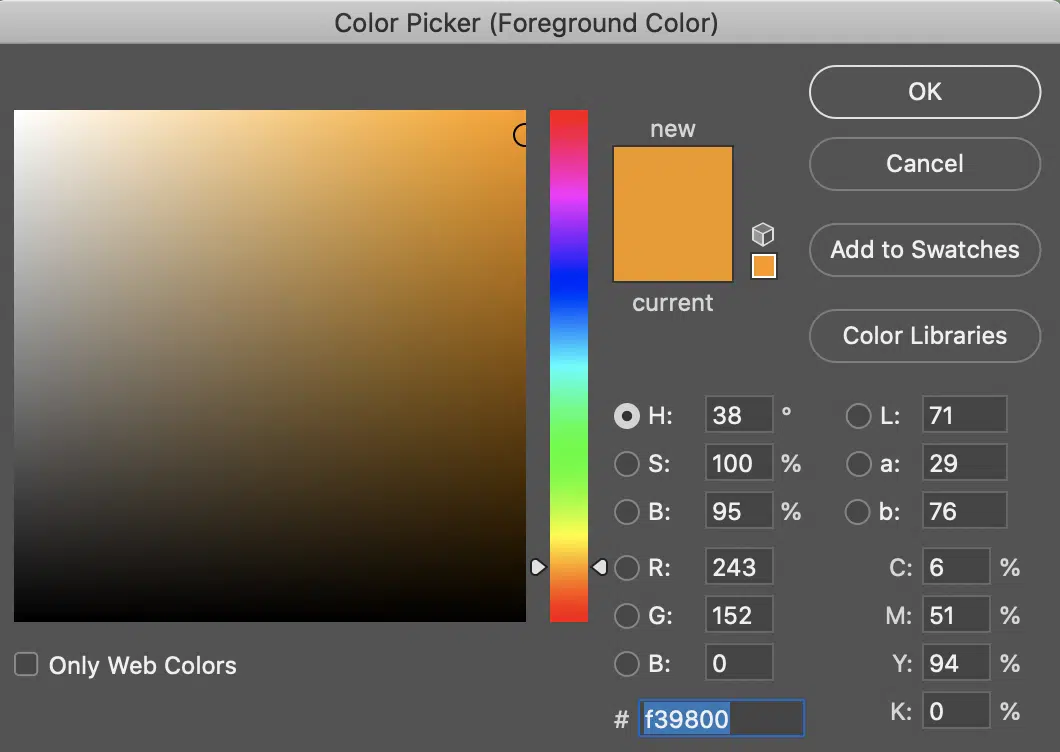 Color Picker (Foreground Color)
new
current
OK
Cancel
Add to Swatches
Color Libraries
H: 38 °
S: 100 %
B: 95 %
R: 243
G: 152
B: 0
# f39800
L: 71
a: 29
b: 76
C: 6 %
M: 51 %
Y: 94 %
K: 0 %
Only Web Colors